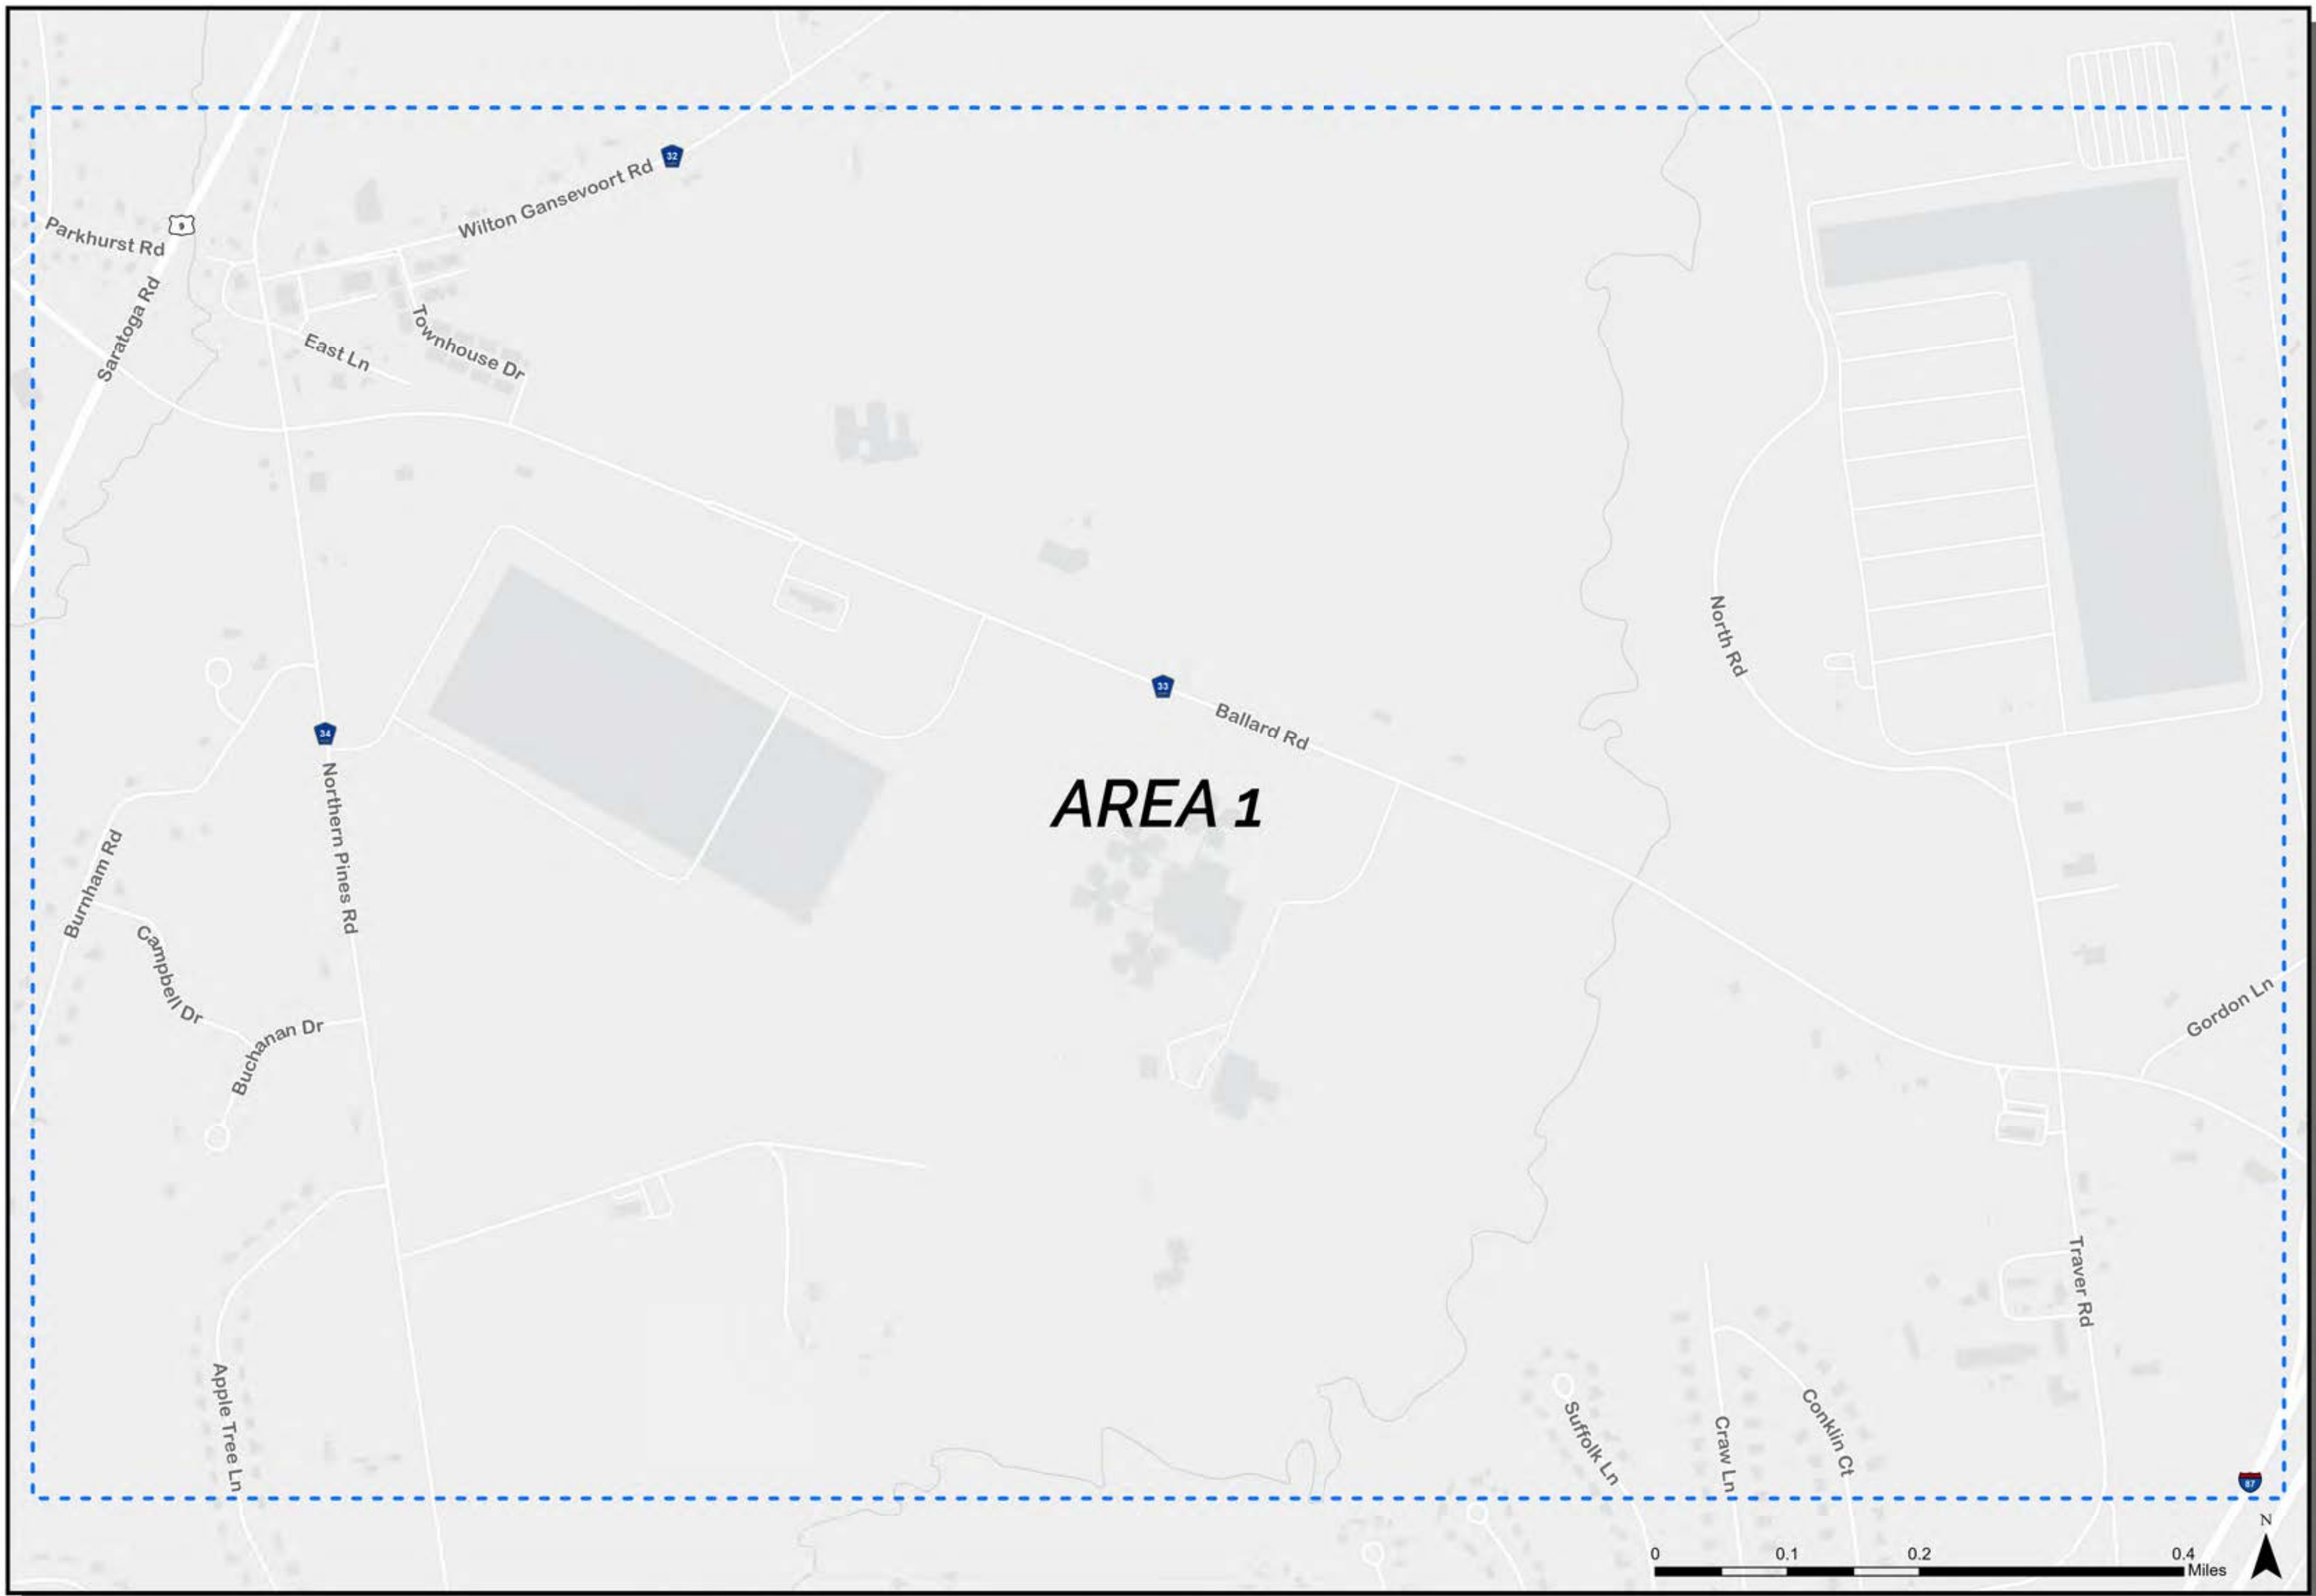 32
Wilton Gansevoort Rd
9
Parkhurst Rd
Saratoga Rd
East Ln
Townhouse Dr
North Rd
33
Ballard Rd
34
Northern Pines Rd
AREA 1
Burnham Rd
Campbell Dr
Buchanan Dr
Gordon Ln
Traver Rd
Apple Tree Ln
Suffolk Ln
Craw Ln
Conklin Ct
87
N
0 0.1 0.2 0.4
Miles